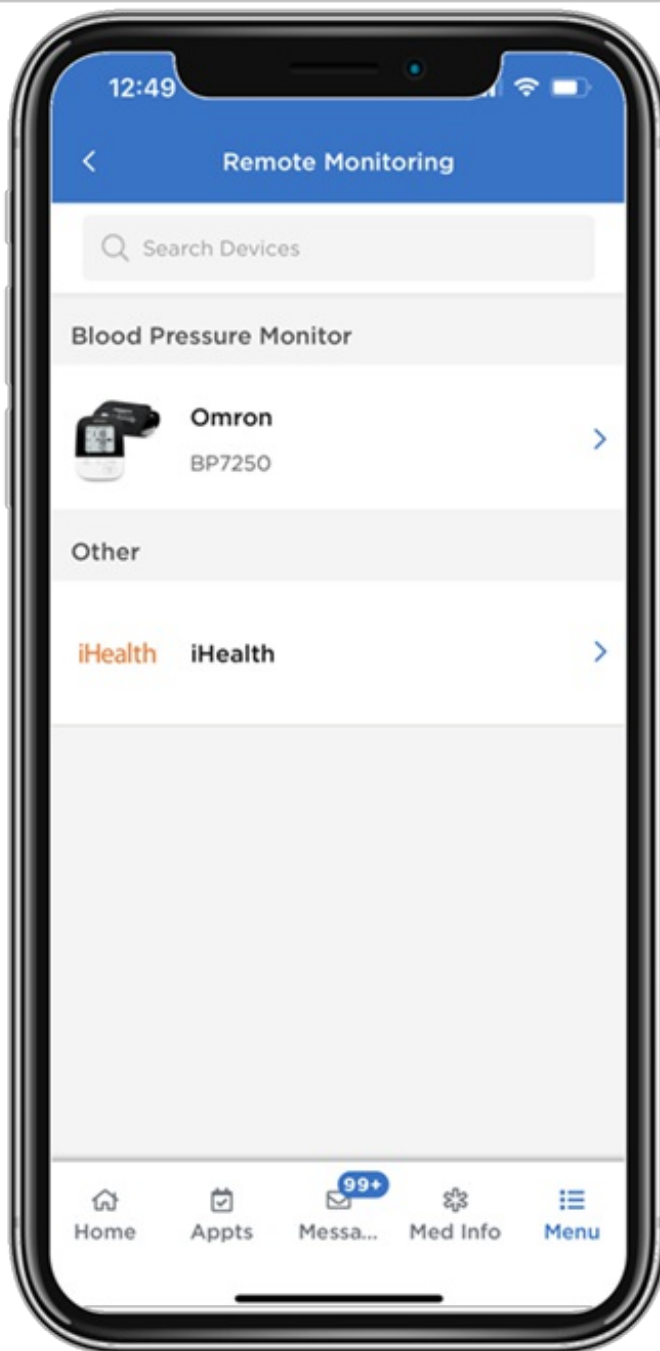 12:49
Remote Monitoring
Search Devices
Blood Pressure Monitor
Omron
BP7250
Other
iHealth iHealth
99+
Home Appts Messa... Med Info Menu